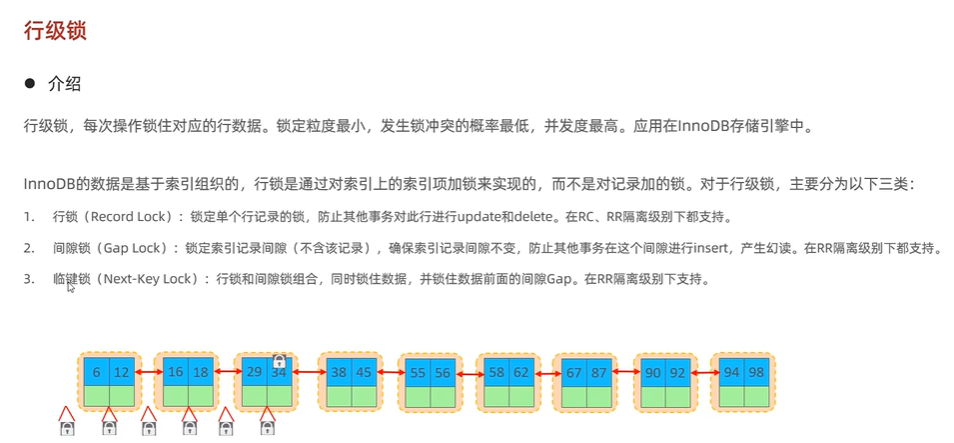 行级锁
● 介绍
行级锁，每次操作锁住对应的行数据。锁定粒度最小，发生锁冲突的概率最低，并发度最高。应用在InnoDB存储引擎中。
InnoDB的数据是基于索引组织的，行锁是通过对索引上的索引项加锁来实现的，而不是对记录加的锁。对于行级锁，主要分为以下三类：
1. 行锁（Record Lock）：锁定单个行记录的锁，防止其他事务对此行进行update和delete。在RC、RR隔离级别下都支持。
2. 间隙锁（Gap Lock）：锁定索引记录间隙（不含该记录），确保索引记录间隙不变，防止其他事务在这个间隙进行insert，产生幻读。在RR隔离级别下都支持。
3. 临键锁（Next-Key Lock）：行锁和间隙锁组合，同时锁住数据，并锁住数据前面的间隙Gap。在RR隔离级别下支持。
6 12 16 18 29 34 38 45 55 56 58 62 67 87 90 92 94 98